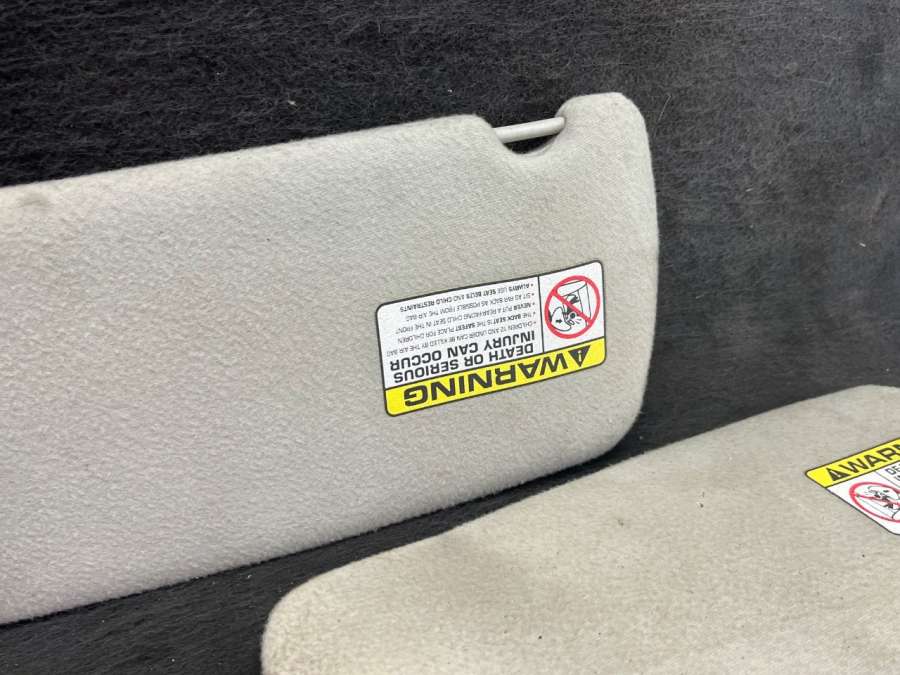 WARNING
DEATH OR SERIOUS
INJURY CAN OCCUR
• CHILDREN 12 AND UNDER CAN BE KILLED BY THE AIR BAG
• THE BACK SEAT IS THE SAFEST PLACE FOR CHILDREN
• NEVER PUT A REAR-FACING CHILD SEAT IN THE FRONT
• SIT AS FAR BACK AS POSSIBLE FROM THE AIR BAG
• ALWAYS USE SEAT BELTS AND CHILD RESTRAINTS
WARN
DE